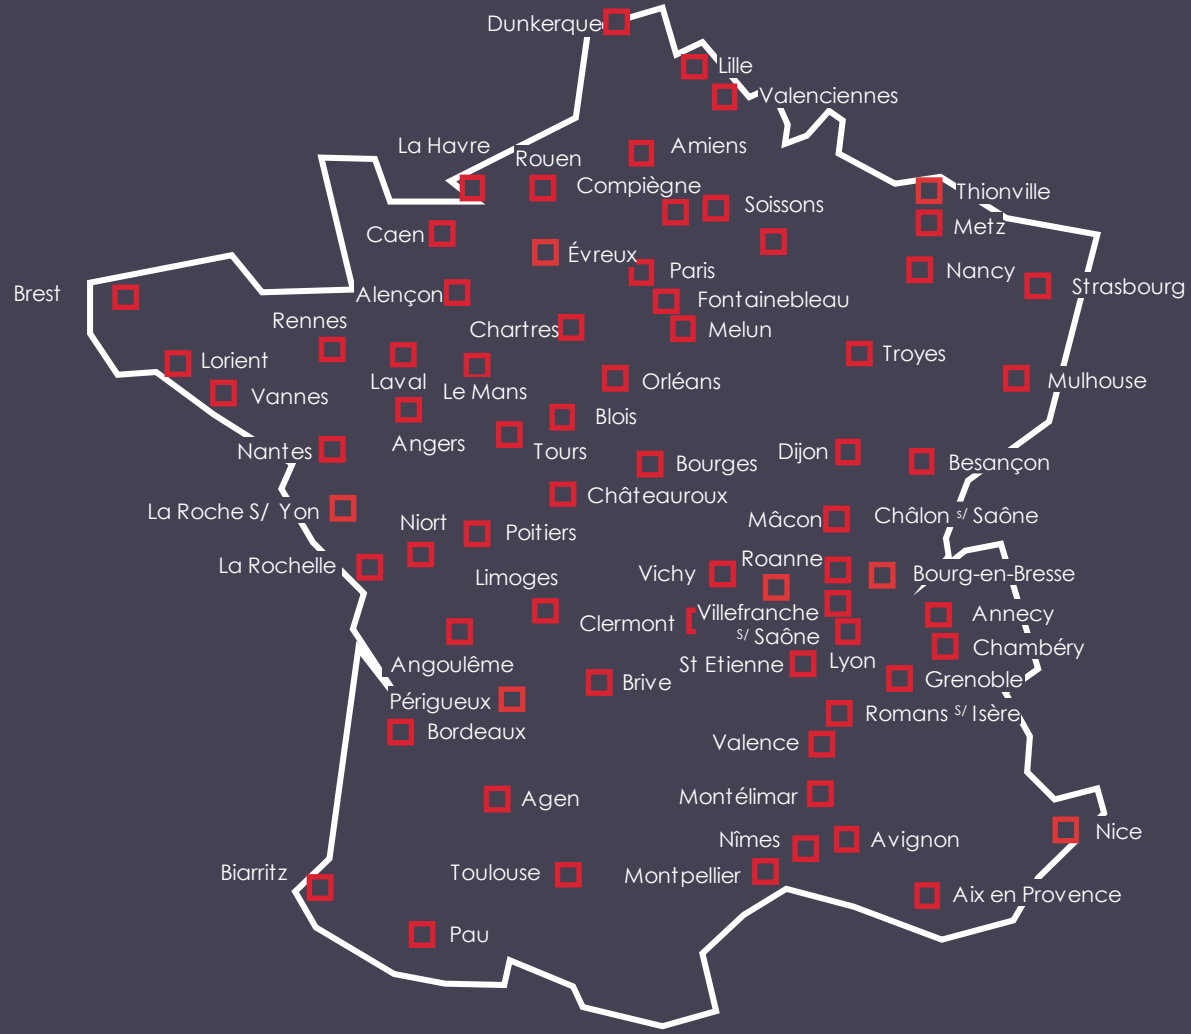 Dunkerque
Lille
Valenciennes
La Havre
Rouen
Amiens
Compiègne
Soissons
Thionville
Metz
Caen
Évreux
Paris
Nancy
Strasbourg
Brest
Alençon
Fontainebleau
Rennes
Chartres
Melun
Lorient
Troyes
Laval
Le Mans
Orléans
Mulhouse
Vannes
Blois
Angers
Tours
Nantes
Bourges
Dijon
Besançon
Châteauroux
La Roche S/ Yon
Niort
Poitiers
Mâcon
Châlon s/ Saône
La Rochelle
Limoges
Vichy
Roanne
Bourg-en-Bresse
Clermont
Villefranche
S/ Saône
Annecy
Chambéry
Angoulême
St Etienne
Lyon
Grenoble
Périgueux
Brive
Romans S/ Isère
Bordeaux
Valence
Agen
Montélimar
Nîmes
Avignon
Nice
Biarritz
Toulouse
Montpellier
Aix en Provence
Pau